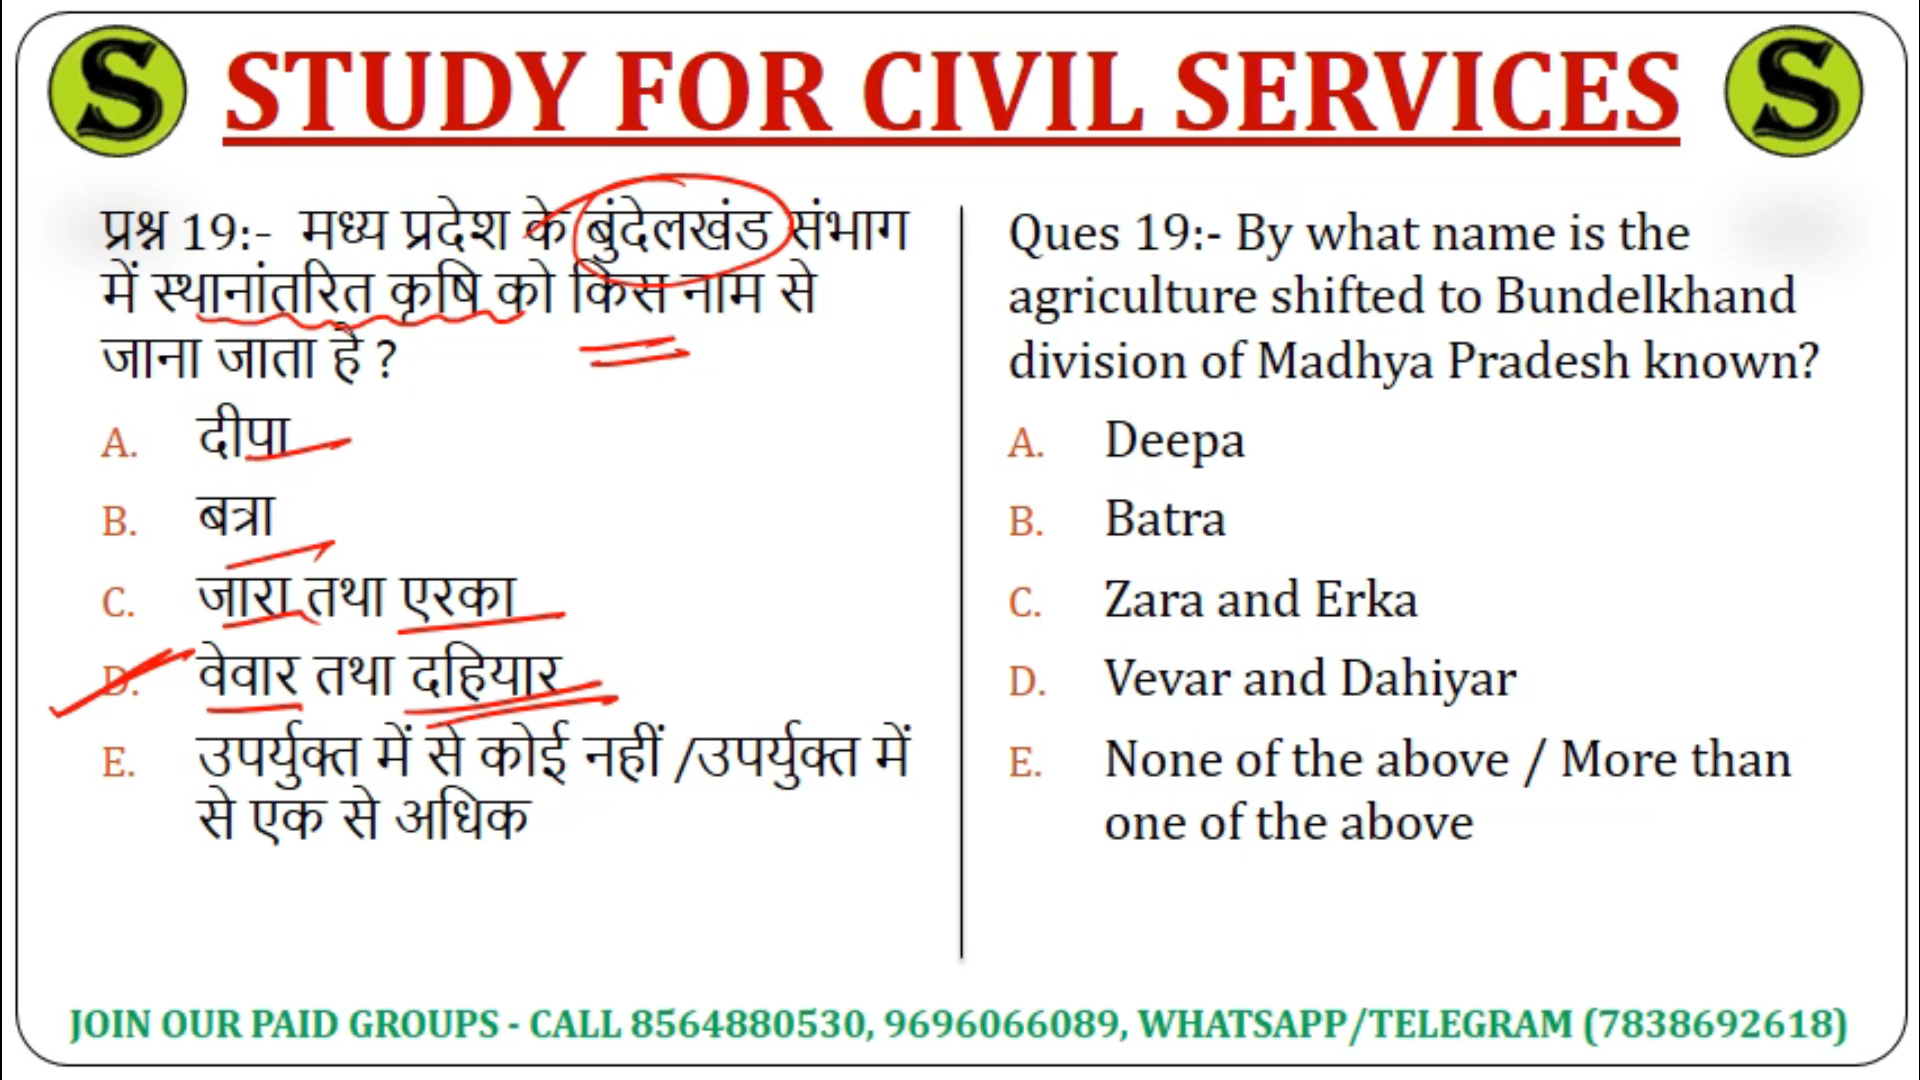 S STUDY FOR CIVIL SERVICES S
प्रश्न 19:- मध्य प्रदेश के बुंदेलखंड संभाग
में स्थानांतरित कृषि को किस नाम से
जाना जाता है ?
A. दीपा
B. बत्रा
C. जारा तथा एरका
D. वेवार तथा दहियार
E. उपर्युक्त में से कोई नहीं /उपर्युक्त में
से एक से अधिक
Ques 19:- By what name is the
agriculture shifted to Bundelkhand
division of Madhya Pradesh known?
A. Deepa
B. Batra
C. Zara and Erka
D. Vevar and Dahiyar
E. None of the above / More than
one of the above
JOIN OUR PAID GROUPS - CALL 8564880530, 9696066089, WHATSAPP/TELEGRAM (7838692618)